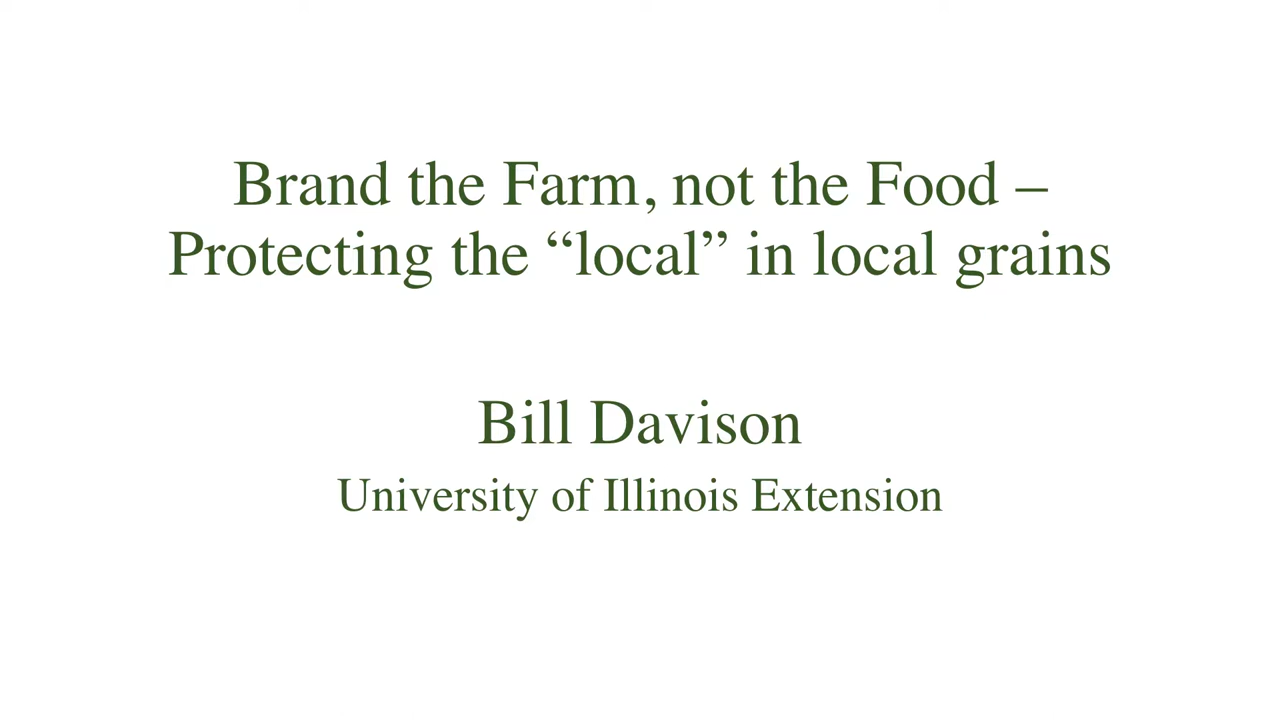 Brand the Farm, not the Food –
Protecting the “local” in local grains
Bill Davison
University of Illinois Extension